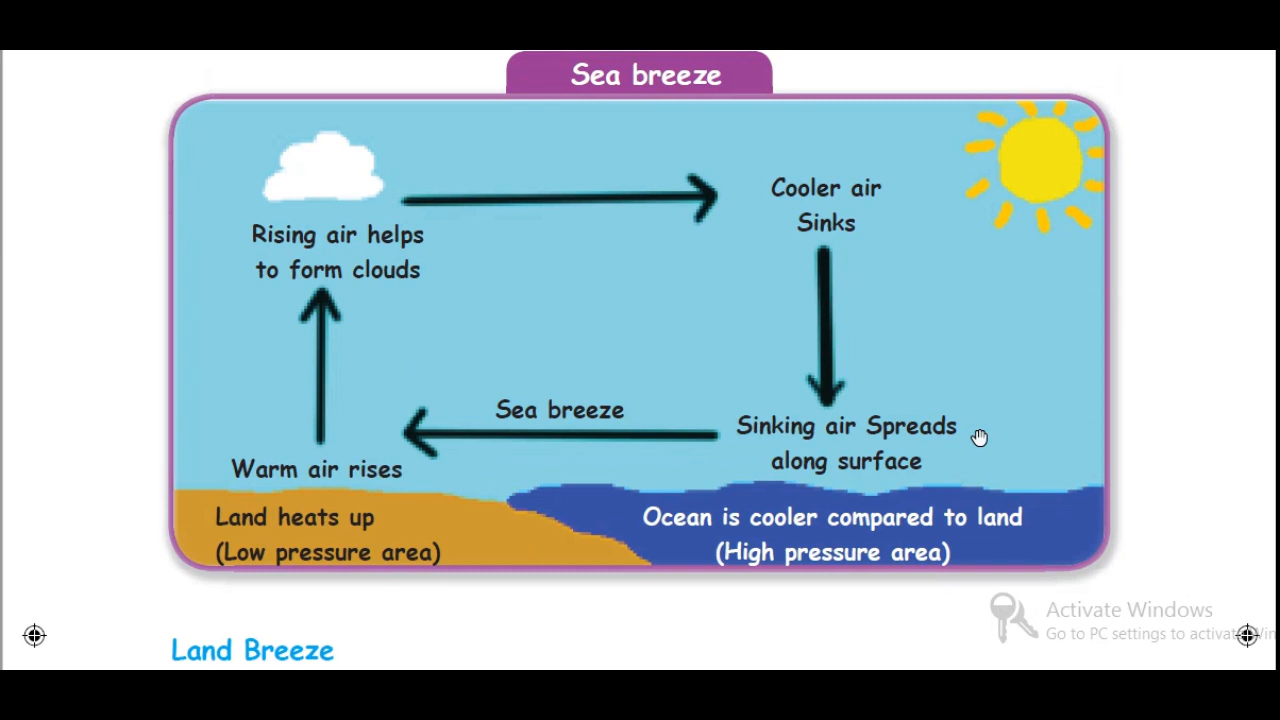 Sea breeze
Cooler air
Sinks
Rising air helps
to form clouds
Sea breeze
Sinking air Spreads
along surface
Warm air rises
Land heats up
(Low pressure area)
Ocean is cooler compared to land
(High pressure area)
Activate Windows
Go to PC settings to activate Win
Land Breeze